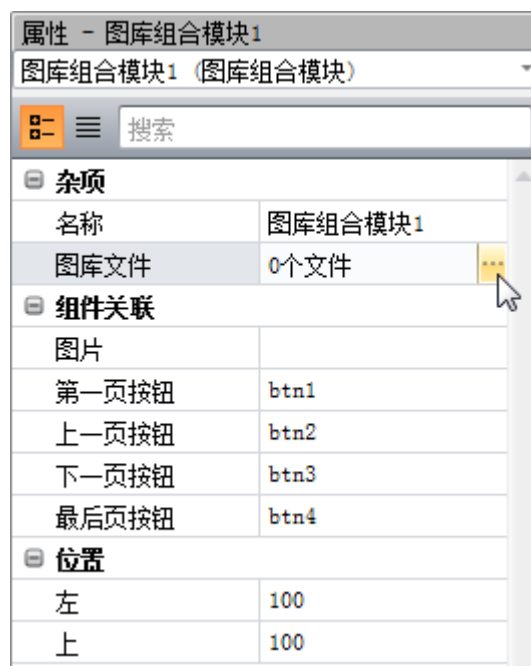 属性 - 图库组合模块1
图库组合模块1 (图库组合模块)
搜索
杂项
名称 图库组合模块1
图库文件 0个文件 ...
组件关联
图片
第一页按钮 btn1
上一页按钮 btn2
下一页按钮 btn3
最后页按钮 btn4
位置
左 100
上 100